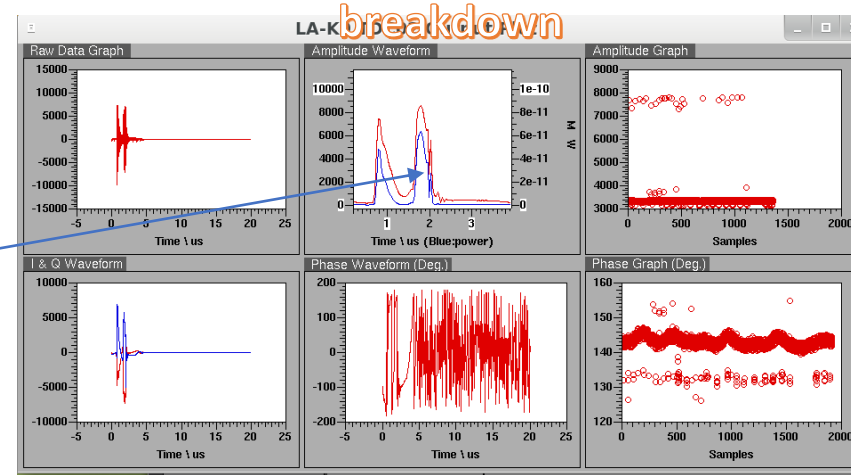 breakdown
LA-K
Raw Data Graph
15000
10000
5000
0
-5000
-10000
-15000
-5 0 5 10 15 20 25
Time \ us
Amplitude Waveform
10000
8000
6000
4000
2000
0
1e-10
8e-11
6e-11
4e-11
2e-11
0
M W
1 2 3
Time \ us (Blue:power)
Amplitude Graph
9000
8000
7000
6000
5000
4000
3000
0 500 1000 1500 2000
Samples
I & Q Waveform
10000
5000
0
-5000
-10000
-5 0 5 10 15 20 25
Time \ us
Phase Waveform (Deg.)
200
100
0
-100
-200
-5 0 5 10 15 20 25
Time \ us
Phase Graph (Deg.)
160
150
140
130
120
0 500 1000 1500 2000
Samples